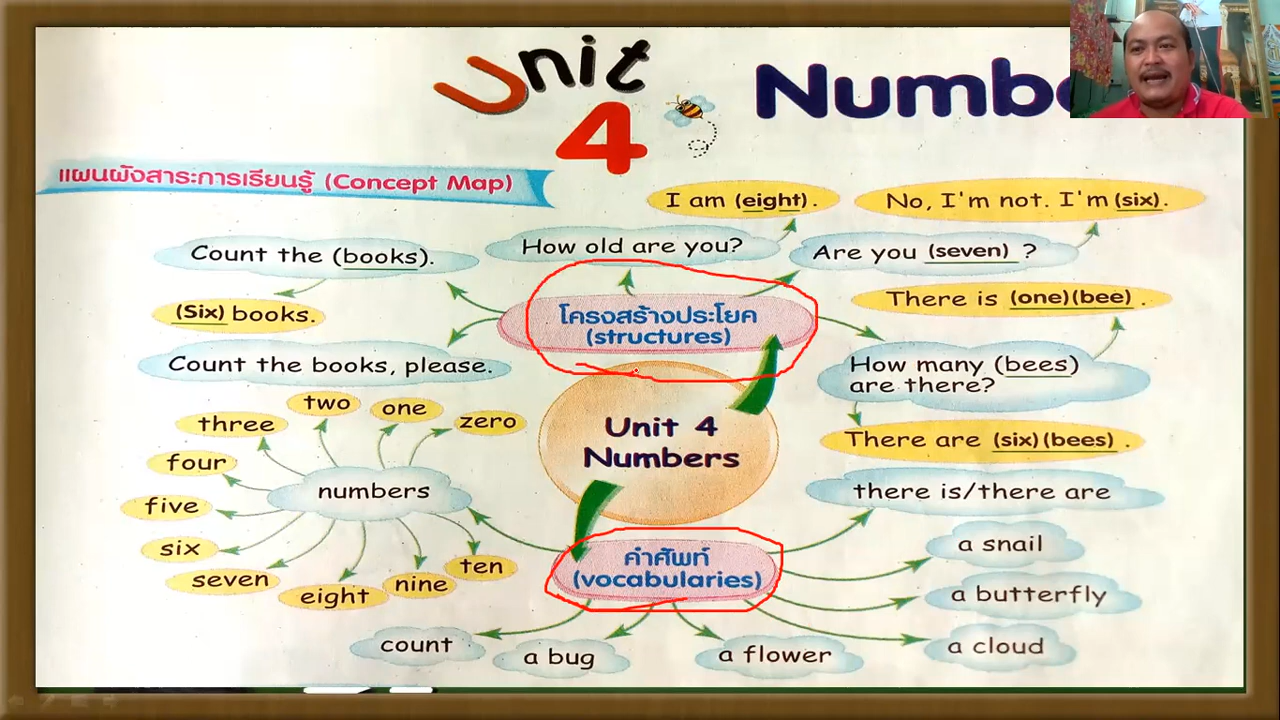 Unit
4
Numbe
แผนผังสาระการเรียนรู้ (Concept Map)
I am (eight).
No, I'm not. I'm (six).
Count the (books).
How old are you?
Are you (seven) ?
(Six) books.
โครงสร้างประโยค
(structures)
There is (one)(bee) .
Count the books, please.
How many (bees)
are there?
two
one
three
zero
Unit 4
Numbers
There are (six)(bees) .
four
numbers
there is/there are
five
six
seven
eight
nine
ten
คำศัพท์
(vocabularies)
a snail
a butterfly
count
a bug
a flower
a cloud